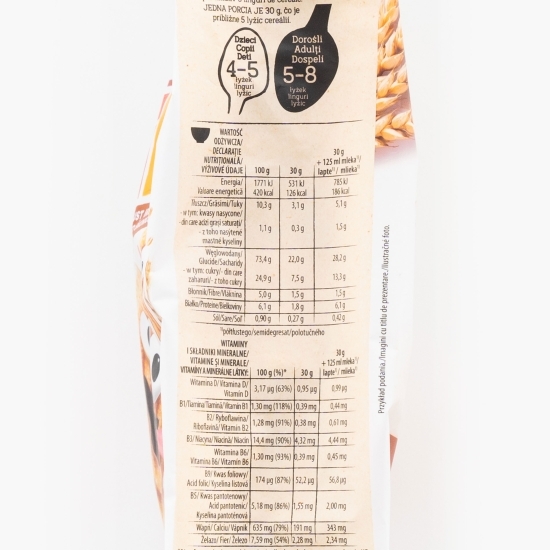 JEDNA PORCIA JE 30 g, čo je
približne 5 lyžic cereálií.
Dzieci
Copii
Deti
4-5
łyżek
linguri
lyžíc
Dorośli
Adulți
Dospelí
5-8
łyżek
linguri
lyžíc
WARTOŚĆ
ODŻYWCZA/
DECLARAȚIE
NUTRIȚIONALĂ/
VÝŽIVOVÉ ÚDAJE 100 g 30 g 30 g + 125 ml mleka¹⁾/ lapte¹⁾/ mlieka¹⁾
Energia/ 1771 kJ 531 kJ 785 kJ
Valoare energetică 420 kcal 126 kcal 186 kcal
Tłuszcz/Grăsimi/Tuky 10,3 g 3,1 g 5,1 g
- w tym: kwasy nasycone/
- din care acizi grași saturați/ 1,1 g 0,3 g 1,5 g
- z toho nasýtené
mastné kyseliny
Węglowodany/
Glucide/Sacharidy 73,4 g 22,0 g 28,2 g
- w tym: cukry/- din care
zaharuri/- z toho cukry 24,9 g 7,5 g 13,3 g
Błonnik/Fibre/Vláknina 5,0 g 1,5 g 1,5 g
Białko/Proteine/Bielkoviny 6,1 g 1,8 g 6,1 g
Sól/Sare/Soľ 0,90 g 0,27 g 0,42 g
¹⁾półtłustego/semidegresat/polotučného
WITAMINY
I SKŁADNIKI MINERALNE/
VITAMINE ȘI MINERALE/
VITAMÍNY A MINERÁLNE LÁTKY: 100 g (%)* 30 g 30 g + 125 ml mleka¹⁾/ lapte¹⁾/ mlieka¹⁾
Witamina D/ Vitamina D/
Vitamín D 3,17 µg (63%) 0,95 µg 0,99 µg
B1/Tiamina/Tiamină/Vitamín B1 1,30 mg (118%) 0,39 mg 0,44 mg
B2/ Ryboflawina/
Riboflavină/ Vitamín B2 1,28 mg (91%) 0,38 mg 0,61 mg
B3/ Niacyna/ Niacină/ Niacín 14,4 mg (90%) 4,32 mg 4,44 mg
Witamina B6/
Vitamina B6/ Vitamín B6 1,30 mg (93%) 0,39 mg 0,45 mg
B9/ Kwas foliowy/
Acid folic/ Kyselina listová 174 µg (87%) 52,2 µg 56,8 µg
B5/ Kwas pantotenowy/
Acid pantotenic/ 5,18 mg (86%) 1,55 mg 2,00 mg
Kyselina pantoténová
Wapń/ Calciu/ Vápnik 635 mg (79%) 191 mg 343 mg
Żelazo/ Fier/ Železo 7,59 mg (54%) 2,28 mg 2,34 mg
Przykład podania./Imagini cu titlu de prezentare./Ilustračné foto.